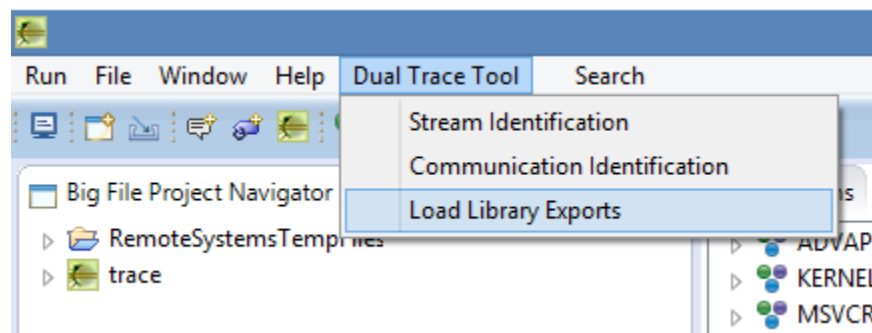 Run File Window Help Dual Trace Tool Search
Stream Identification
Communication Identification
Load Library Exports
Big File Project Navigator
RemoteSystemsTempFiles
trace
ADVAP
KERNEL
MSVCR